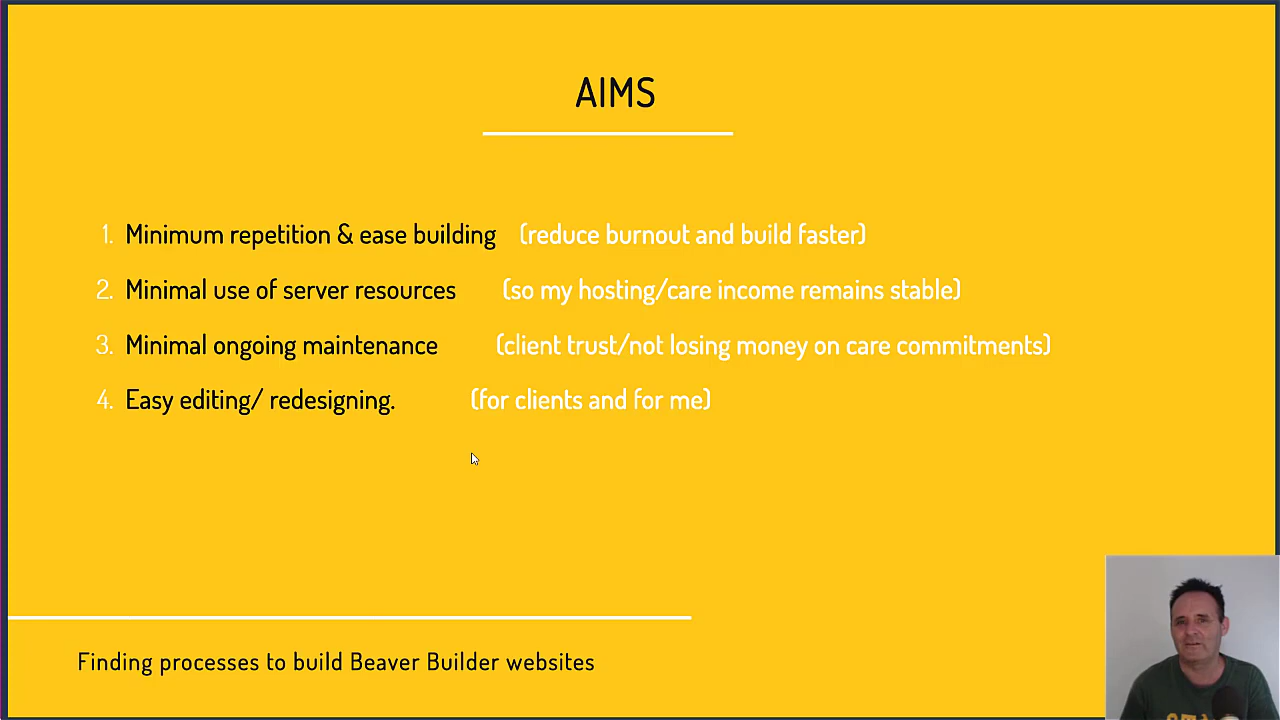 AIMS
1. Minimum repetition & ease building (reduce burnout and build faster)
2. Minimal use of server resources (so my hosting/care income remains stable)
3. Minimal ongoing maintenance (client trust/not losing money on care commitments)
4. Easy editing/ redesigning. (for clients and for me)
Finding processes to build Beaver Builder websites